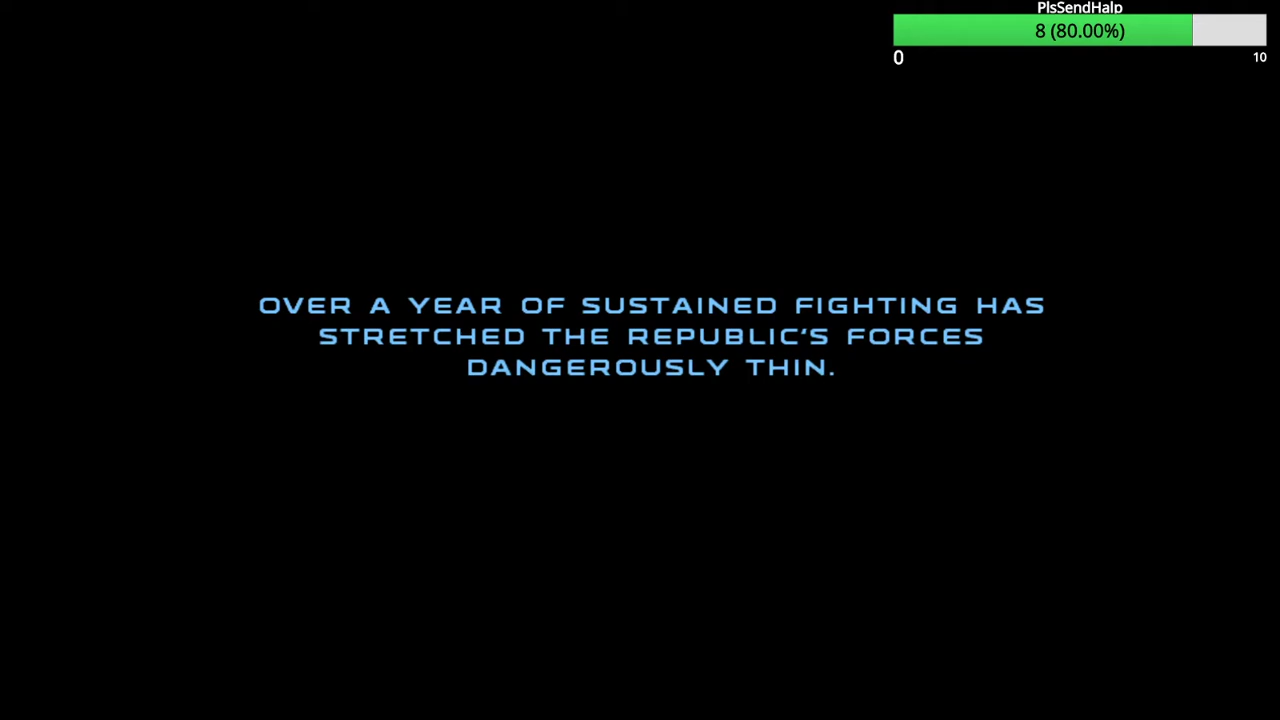 PlsSendHalp
8 (80.00%)
0 10
OVER A YEAR OF SUSTAINED FIGHTING HAS
STRETCHED THE REPUBLIC'S FORCES
DANGEROUSLY THIN.